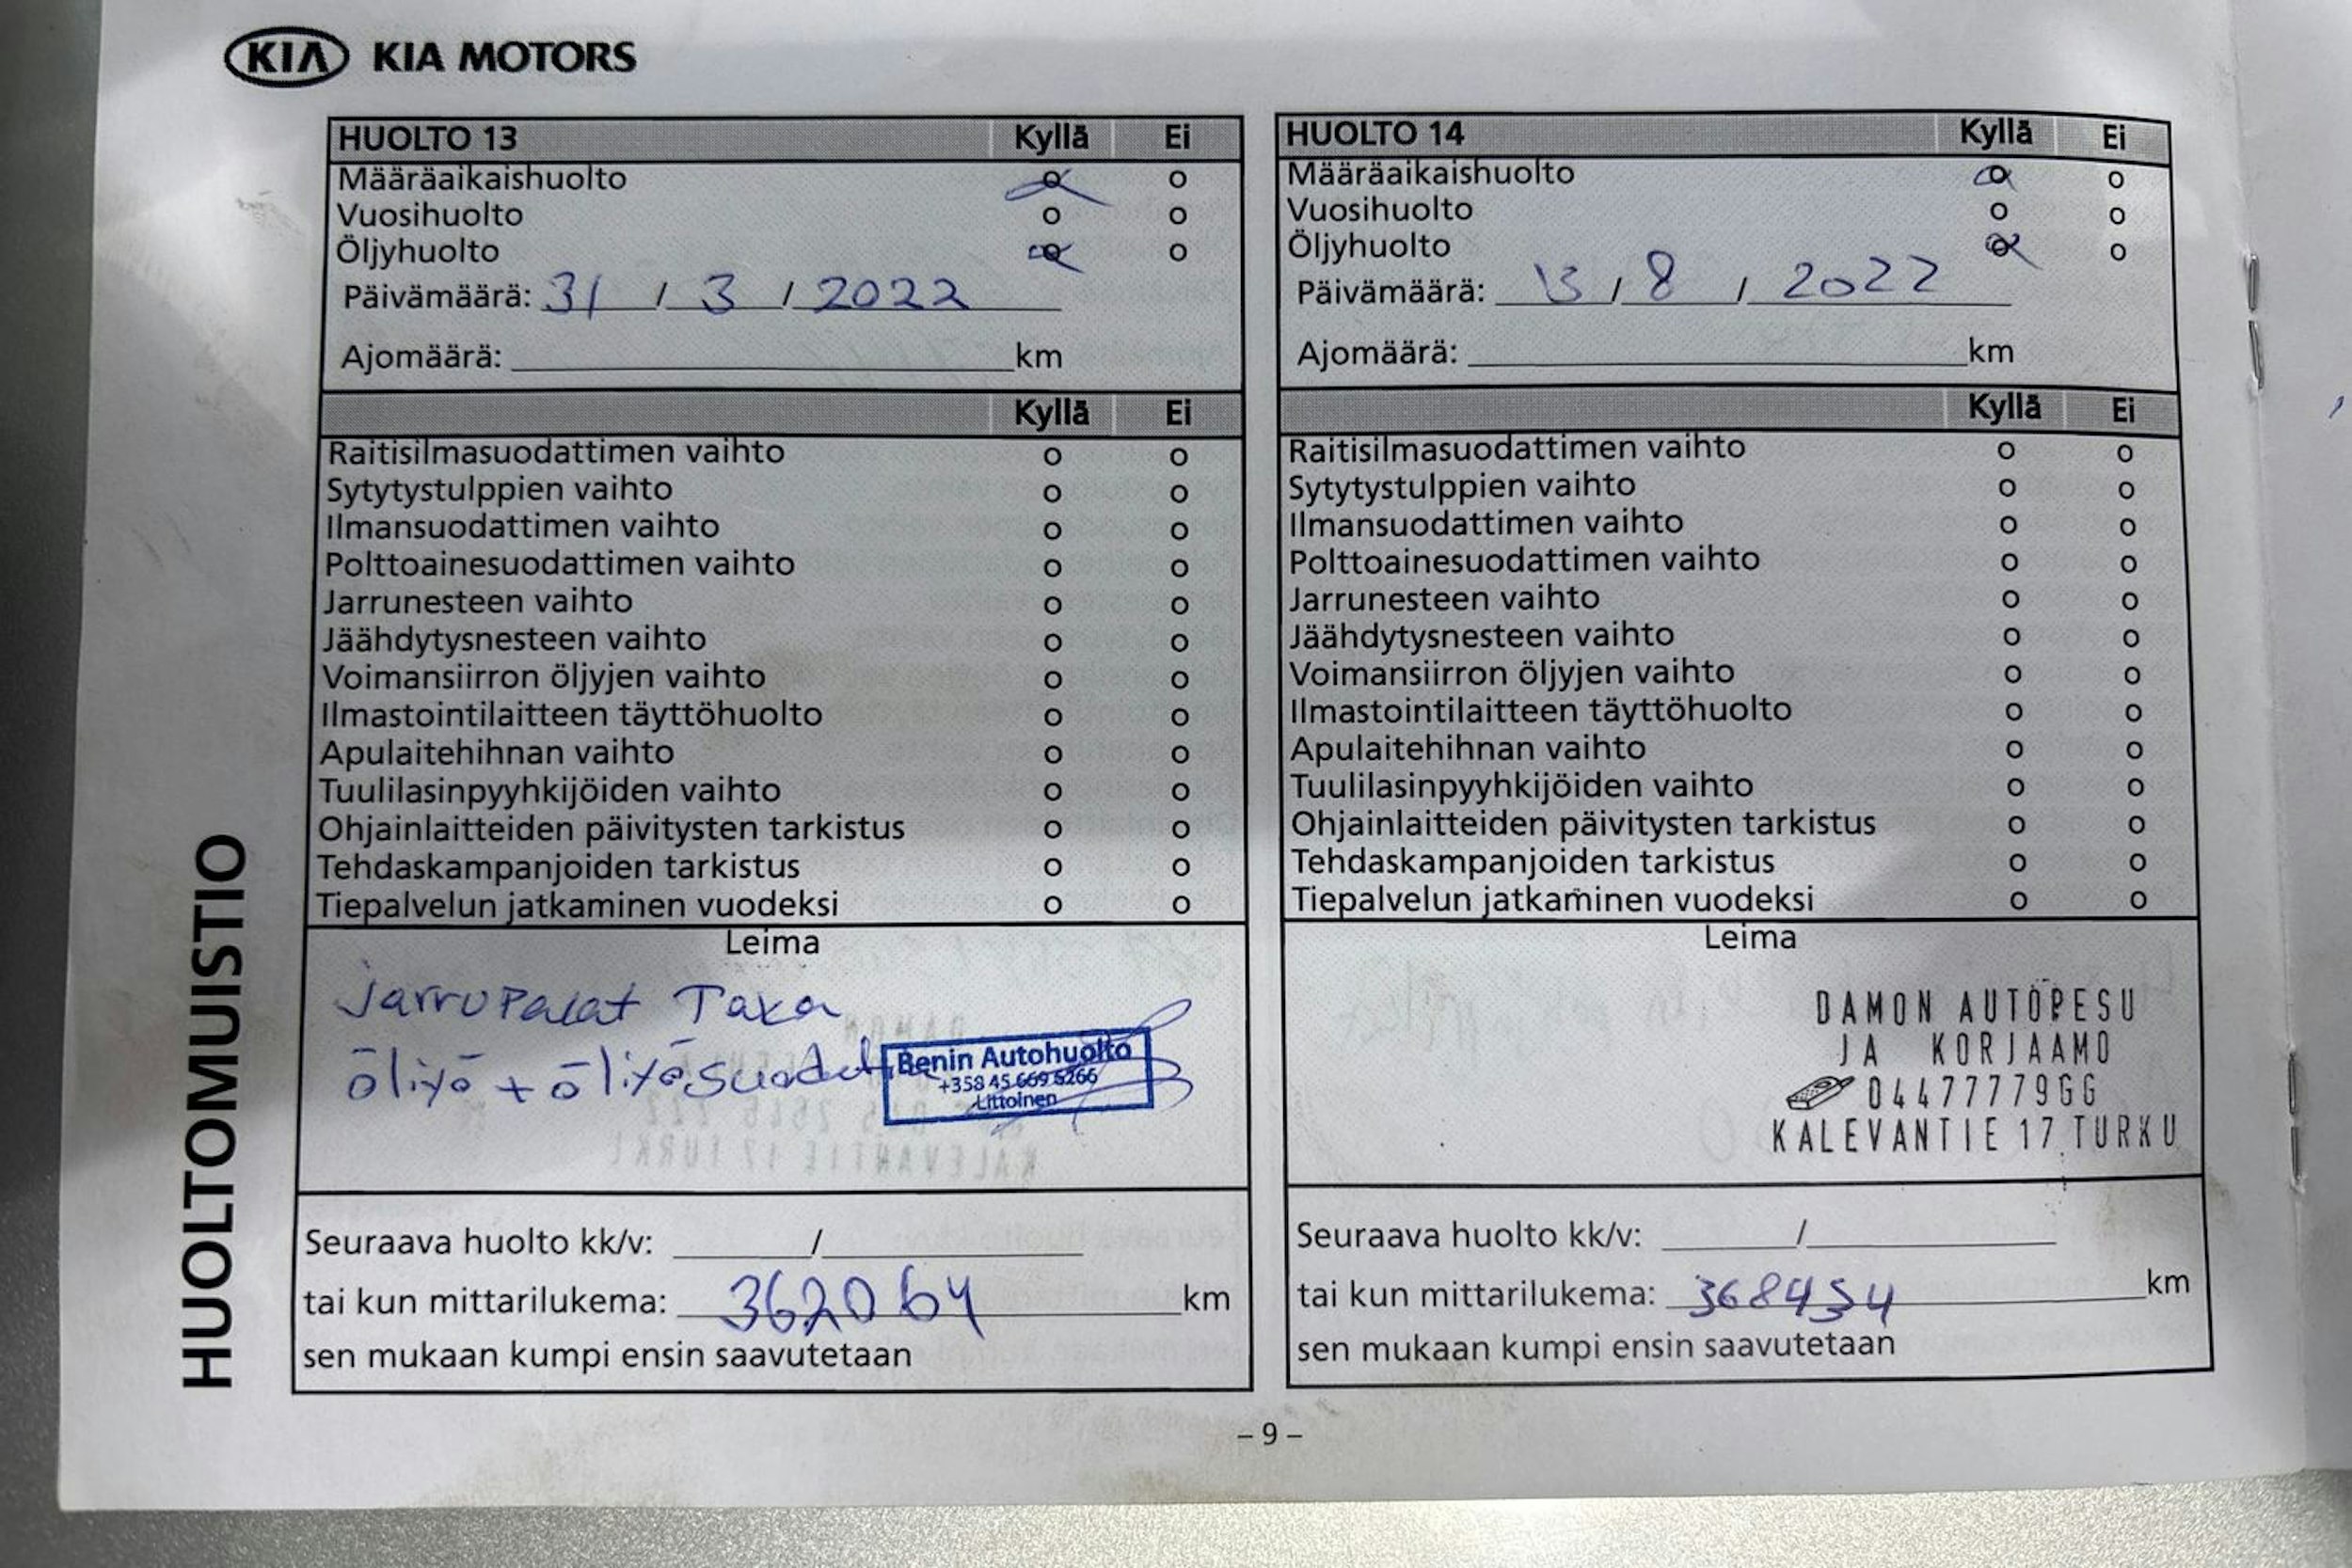 KIA KIA MOTORS
HUOLTOMUISTIO
HUOLTO 13 Kyllä Ei
Määräaikaishuolto o o
Vuosihuolto o o
Öljyhuolto o o
Päivämäärä: 31 / 3 / 2022
Ajomäärä: km
Kyllä Ei
Raitisilmasuodattimen vaihto o o
Sytytystulppien vaihto o o
Ilmansuodattimen vaihto o o
Polttoainesuodattimen vaihto o o
Jarrunesteen vaihto o o
Jäähdytysnesteen vaihto o o
Voimansiirron öljyjen vaihto o o
Ilmastointilaitteen täyttöhuolto o o
Apulaitehihnan vaihto o o
Tuulilasinpyyhkijöiden vaihto o o
Ohjainlaitteiden päivitysten tarkistus o o
Tehdaskampanjoiden tarkistus o o
Tiepalvelun jatkaminen vuodeksi o o
Leima
Jarrupalat Taka
öliyö + öliyösuodat
Benin Autohuolto
+358 45 669 5266
Littoinen
Seuraava huolto kk/v: /
tai kun mittarilukema: 362064 km
sen mukaan kumpi ensin saavutetaan
HUOLTO 14 Kyllä Ei
Määräaikaishuolto o o
Vuosihuolto o o
Öljyhuolto o o
Päivämäärä: 13 / 8 / 2022
Ajomäärä: km
Kyllä Ei
Raitisilmasuodattimen vaihto o o
Sytytystulppien vaihto o o
Ilmansuodattimen vaihto o o
Polttoainesuodattimen vaihto o o
Jarrunesteen vaihto o o
Jäähdytysnesteen vaihto o o
Voimansiirron öljyjen vaihto o o
Ilmastointilaitteen täyttöhuolto o o
Apulaitehihnan vaihto o o
Tuulilasinpyyhkijöiden vaihto o o
Ohjainlaitteiden päivitysten tarkistus o o
Tehdaskampanjoiden tarkistus o o
Tiepalvelun jatkaminen vuodeksi o o
Leima
DAMON AUTOPESU
JA KORJAAMO
04477779GG
KALEVANTIE 17 TURKU
Seuraava huolto kk/v: /
tai kun mittarilukema: 368434 km
sen mukaan kumpi ensin saavutetaan
– 9 –